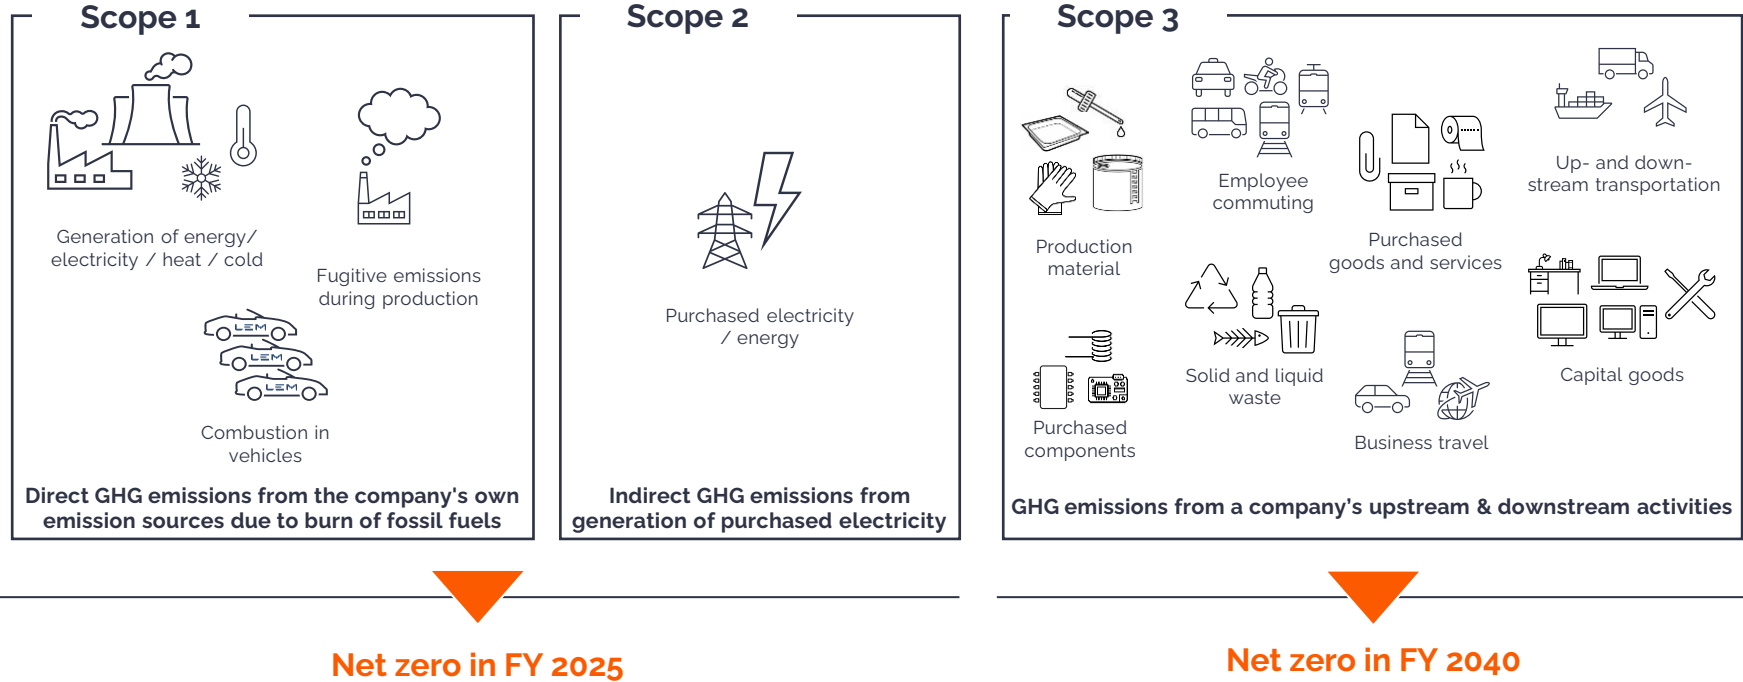 Scope 1
Generation of energy/
electricity / heat / cold
Fugitive emissions
during production
LEM
LEM
LEM
Combustion in
vehicles
Direct GHG emissions from the company's own
emission sources due to burn of fossil fuels
Scope 2
Purchased electricity
/ energy
Indirect GHG emissions from
generation of purchased electricity
Net zero in FY 2025
Scope 3
Production
material
Employee
commuting
Purchased
goods and services
Up- and down-
stream transportation
Purchased
components
Solid and liquid
waste
Business travel
Capital goods
GHG emissions from a company’s upstream & downstream activities
Net zero in FY 2040